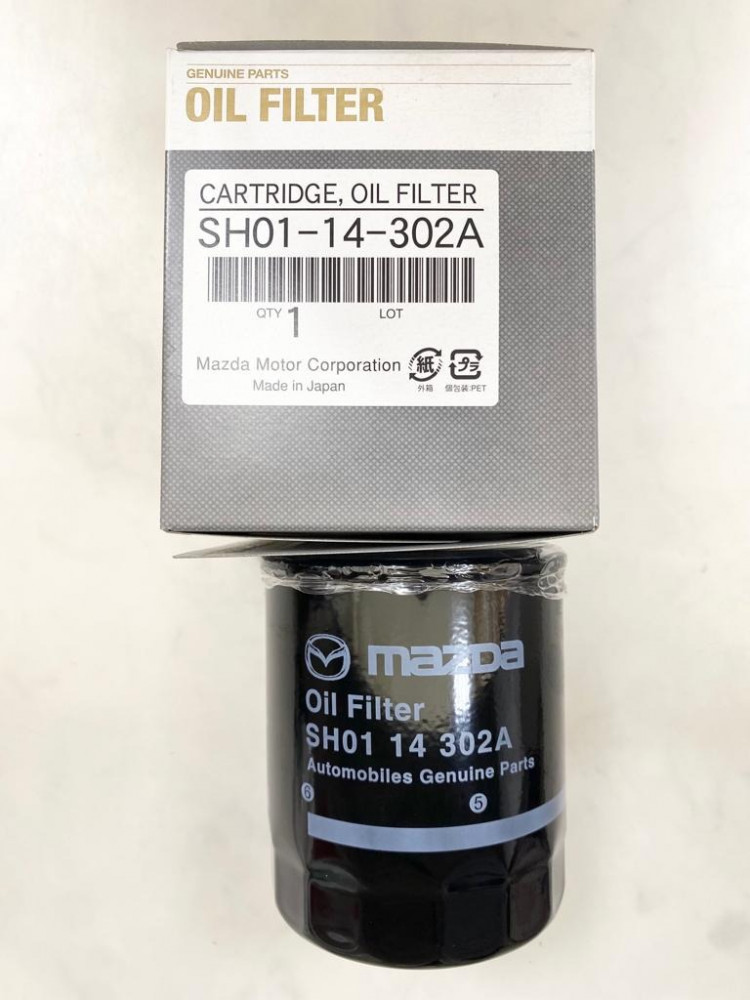 GENUINE PARTS
OIL FILTER
CARTRIDGE, OIL FILTER
SH01-14-302A
QTY 1 LOT
Mazda Motor Corporation
Made in Japan
紙
外箱
プラ
個包装:PET
mazda
Oil Filter
SH01 14 302A
Automobiles Genuine Parts
6
5